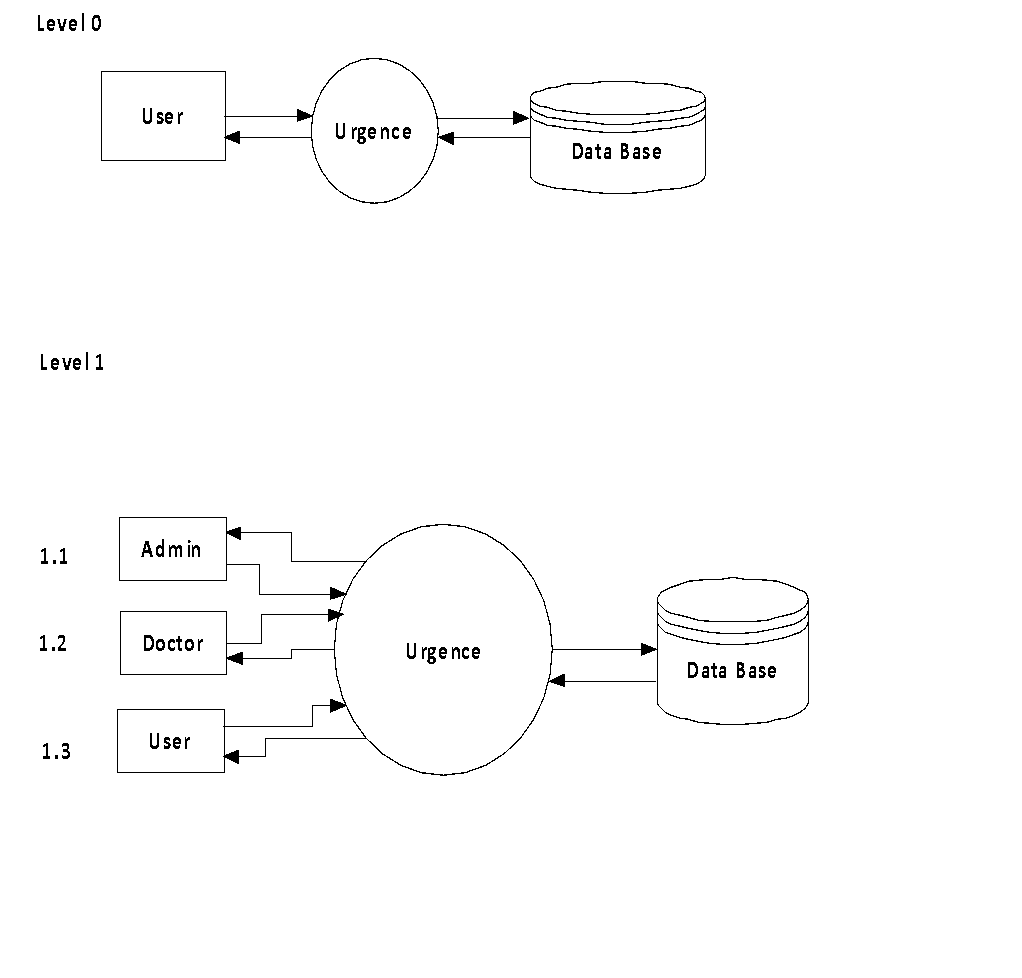 Level 0
User
Urgence
Data Base
Level 1
Admin
1.1
Doctor
1.2
Urgence
Data Base
User
1.3